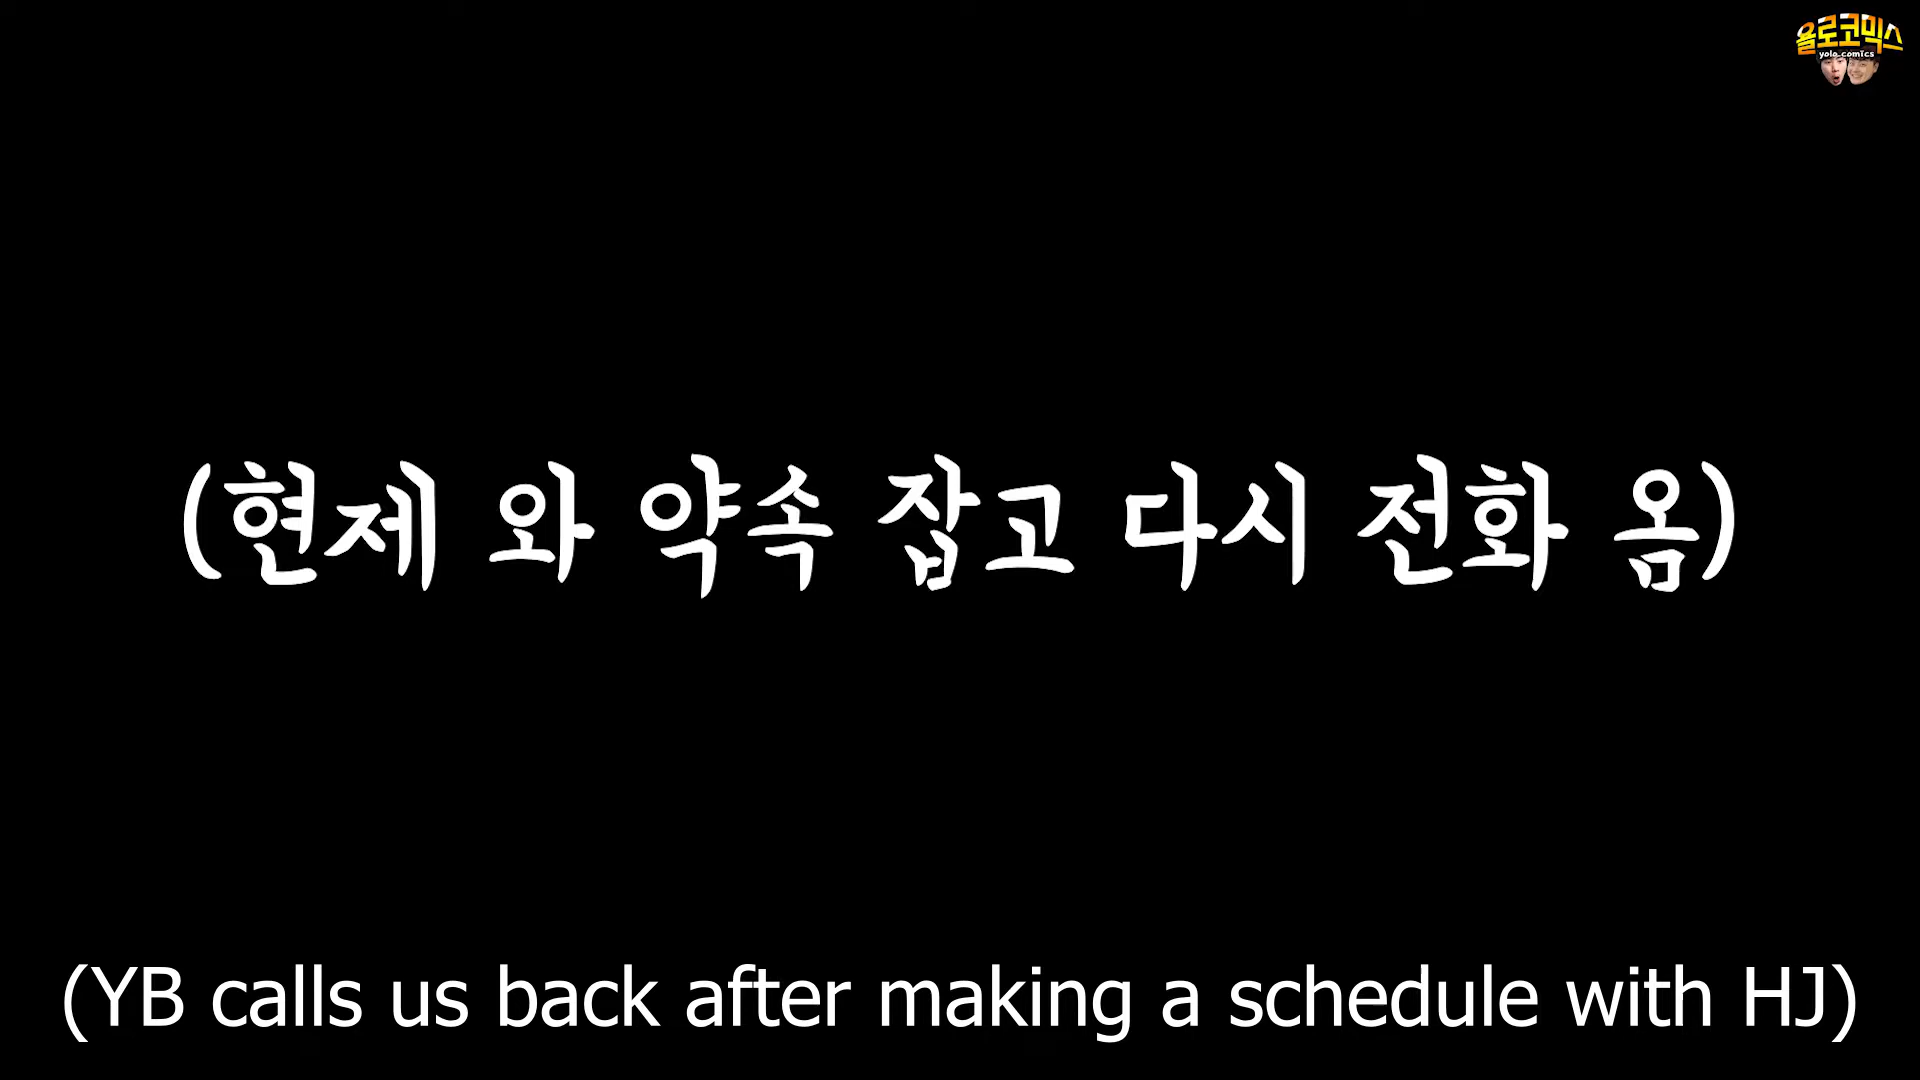 욜로코믹스
yolo comics
(현제 와 약속 잡고 다시 전화 옴)
(YB calls us back after making a schedule with HJ)